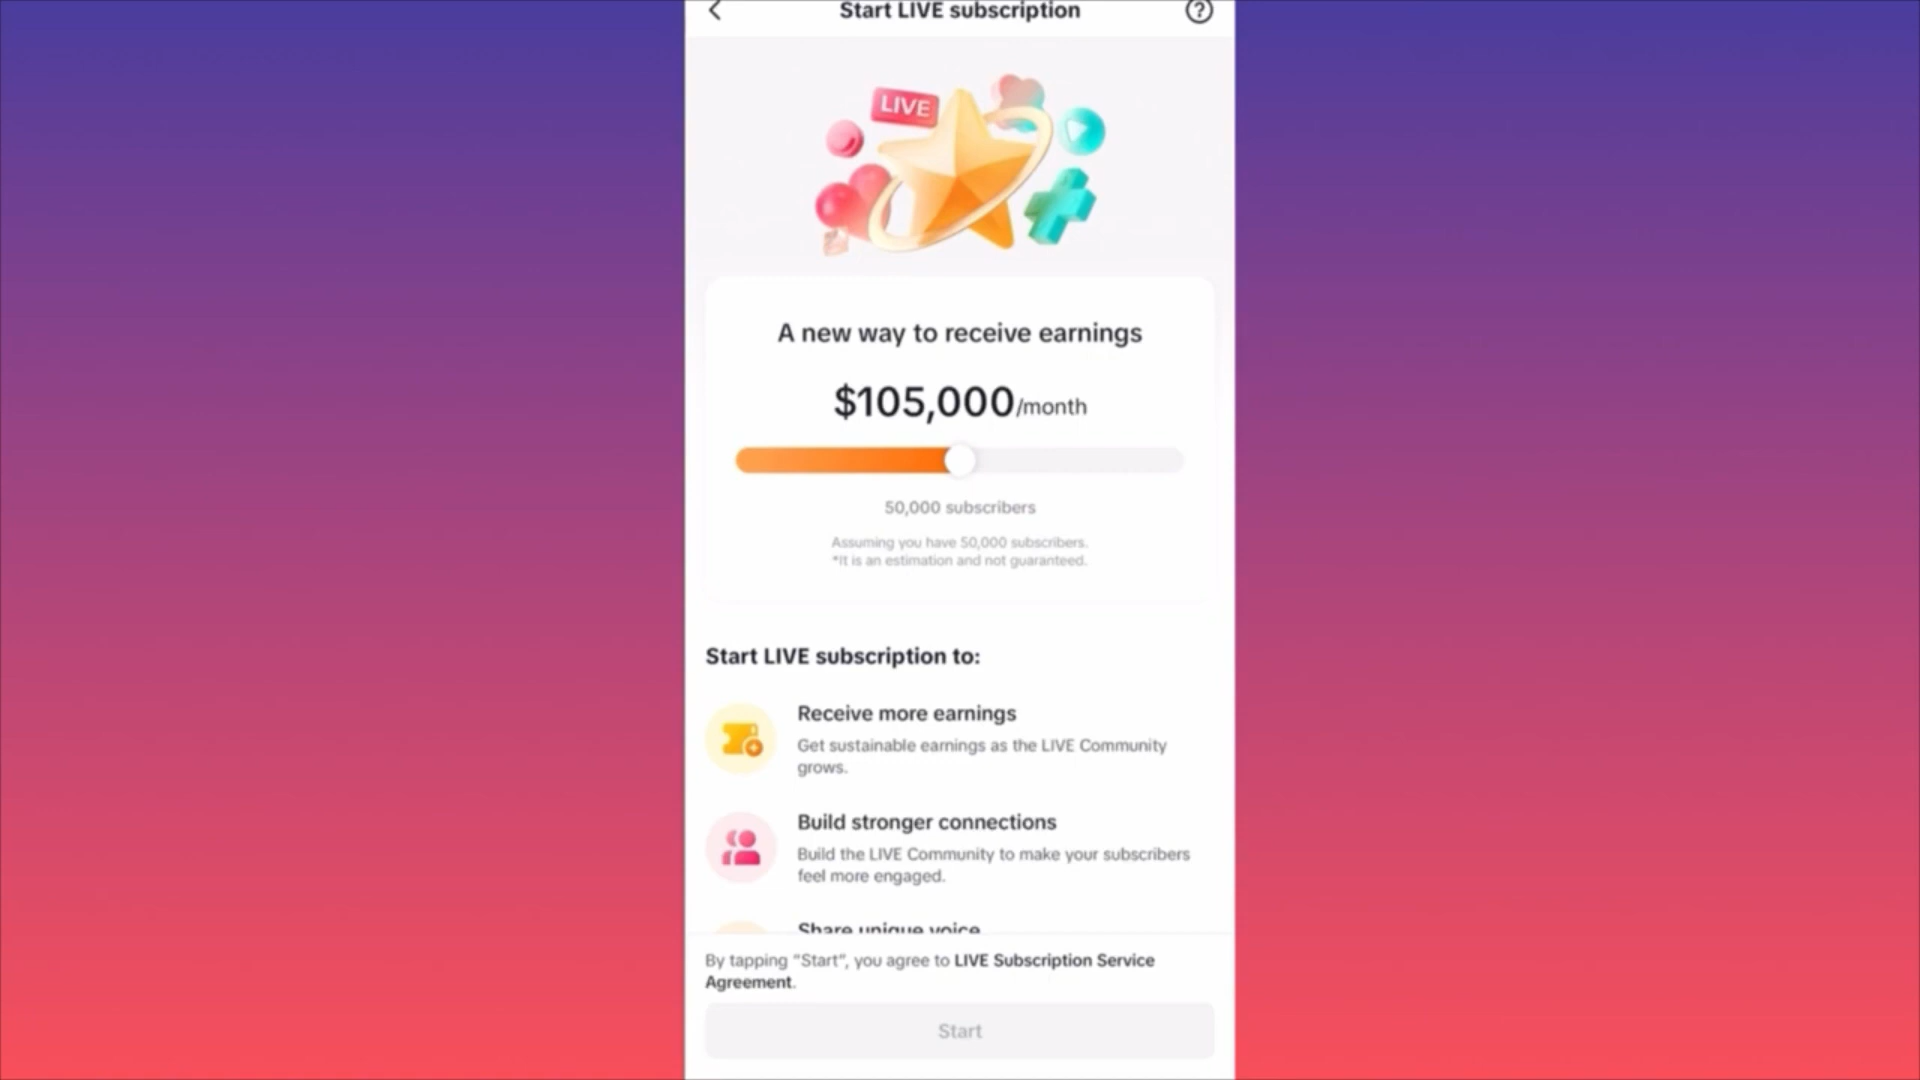 Start LIVE subscription
?
LIVE
A new way to receive earnings
$105,000/month
50,000 subscribers
Assuming you have 50,000 subscribers.
*It is an estimation and not guaranteed.
Start LIVE subscription to:
Receive more earnings
Get sustainable earnings as the LIVE Community
grows.
Build stronger connections
Build the LIVE Community to make your subscribers
feel more engaged.
Share unique voice
By tapping “Start”, you agree to LIVE Subscription Service
Agreement.
Start